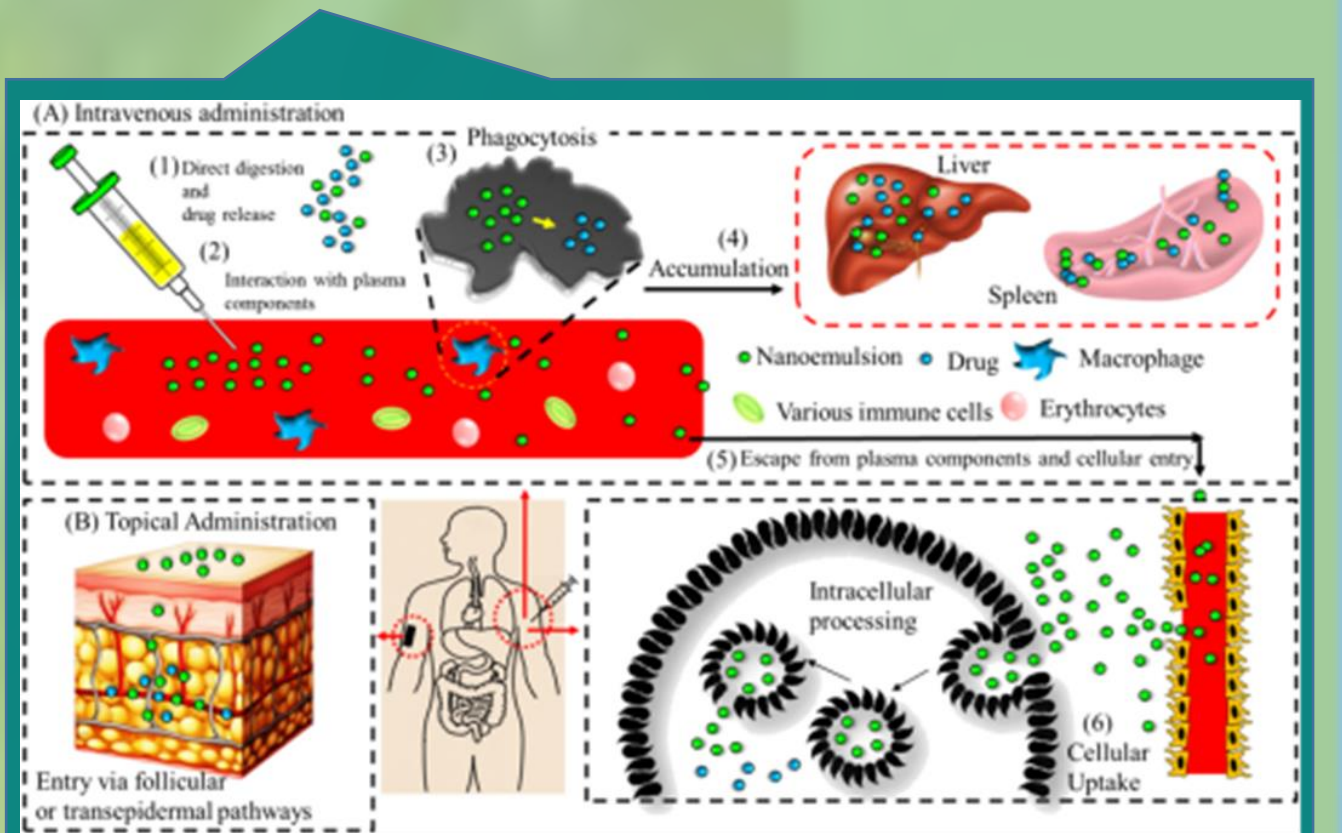 (A) Intravenous administration
(1) Direct digestion
and
drug release
(2)
Interaction with plasma
components
(3)
Phagocytosis
(4)
Accumulation
Liver
Spleen
Nanoemulsion
Drug
Macrophage
Various immune cells
Erythrocytes
(5) Escape from plasma components and cellular entry
(B) Topical Administration
Entry via follicular
or transepidermal pathways
Intracellular
processing
(6)
Cellular
Uptake